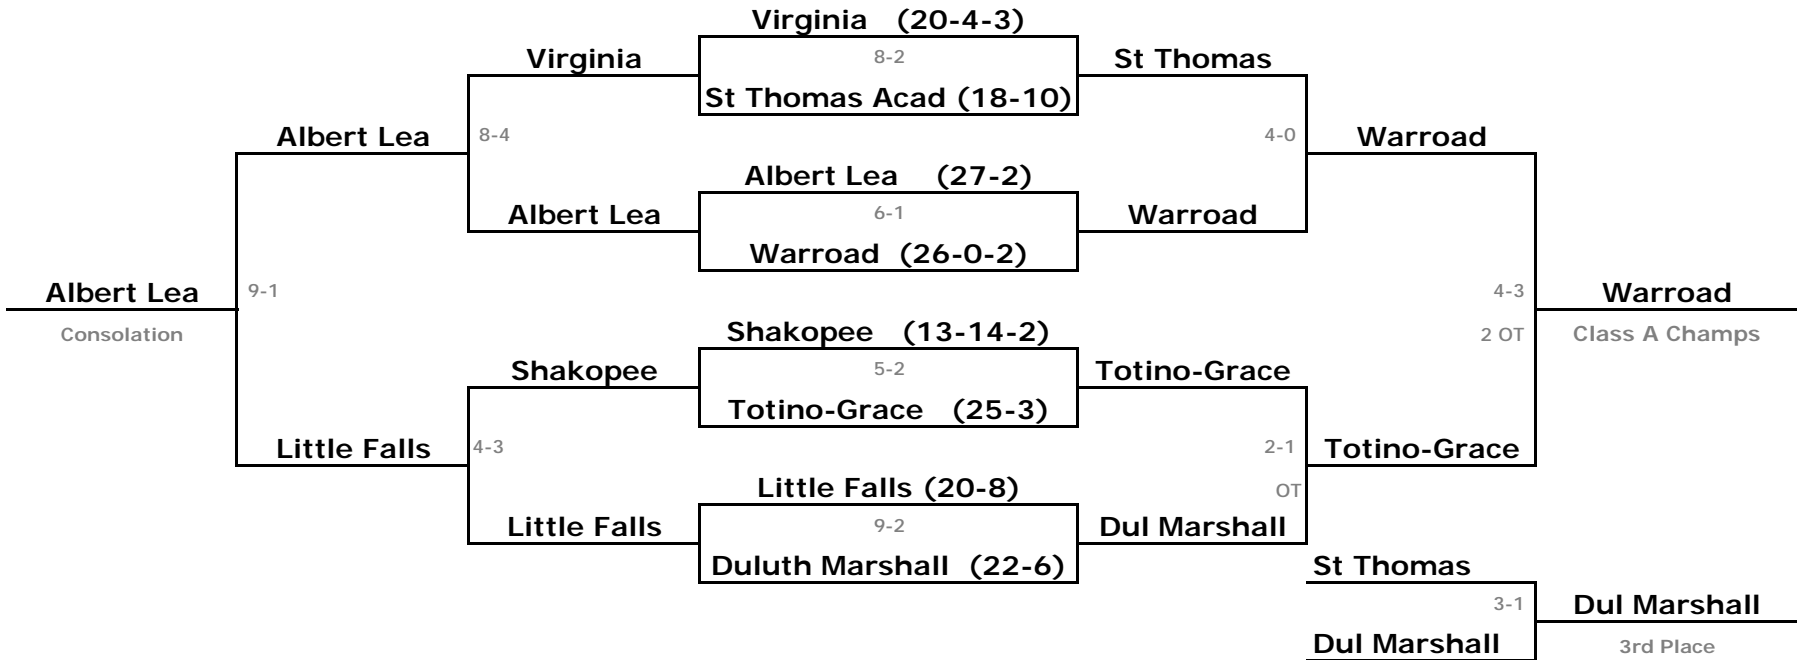 Virginia (20-4-3)
Virginia 8-2 St Thomas
St Thomas Acad (18-10)
Albert Lea 8-4 4-0 Warroad
Albert Lea (27-2)
Albert Lea 6-1 Warroad
Warroad (26-0-2)
Albert Lea 9-1 4-3 Warroad
Consolation Shakopee (13-14-2) 2 OT Class A Champs
Shakopee 5-2 Totino-Grace
Totino-Grace (25-3)
Little Falls 4-3 2-1 Totino-Grace
Little Falls (20-8) OT
Little Falls 9-2 Dul Marshall
Duluth Marshall (22-6) St Thomas
3-1 Dul Marshall
Dul Marshall 3rd Place